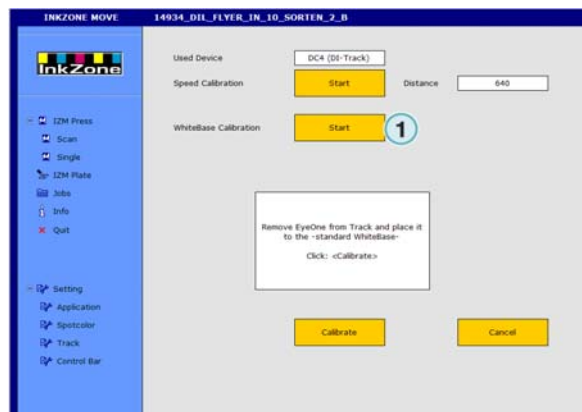 INKZONE MOVE
14934_DIL_FLYER_IN_10_SORTEN_2_B
InkZone
IZM Press
Scan
Single
IZM Plate
Jobs
Info
Quit
Setting
Application
Spotcolor
Track
Control Bar
Used Device
DC4 (DI-Track)
Speed Calibration
Start
Distance
640
WhiteBase Calibration
Start
1
Remove EyeOne from Track and place it
to the -standard WhiteBase-
Click: <Calibrate>
Calibrate
Cancel